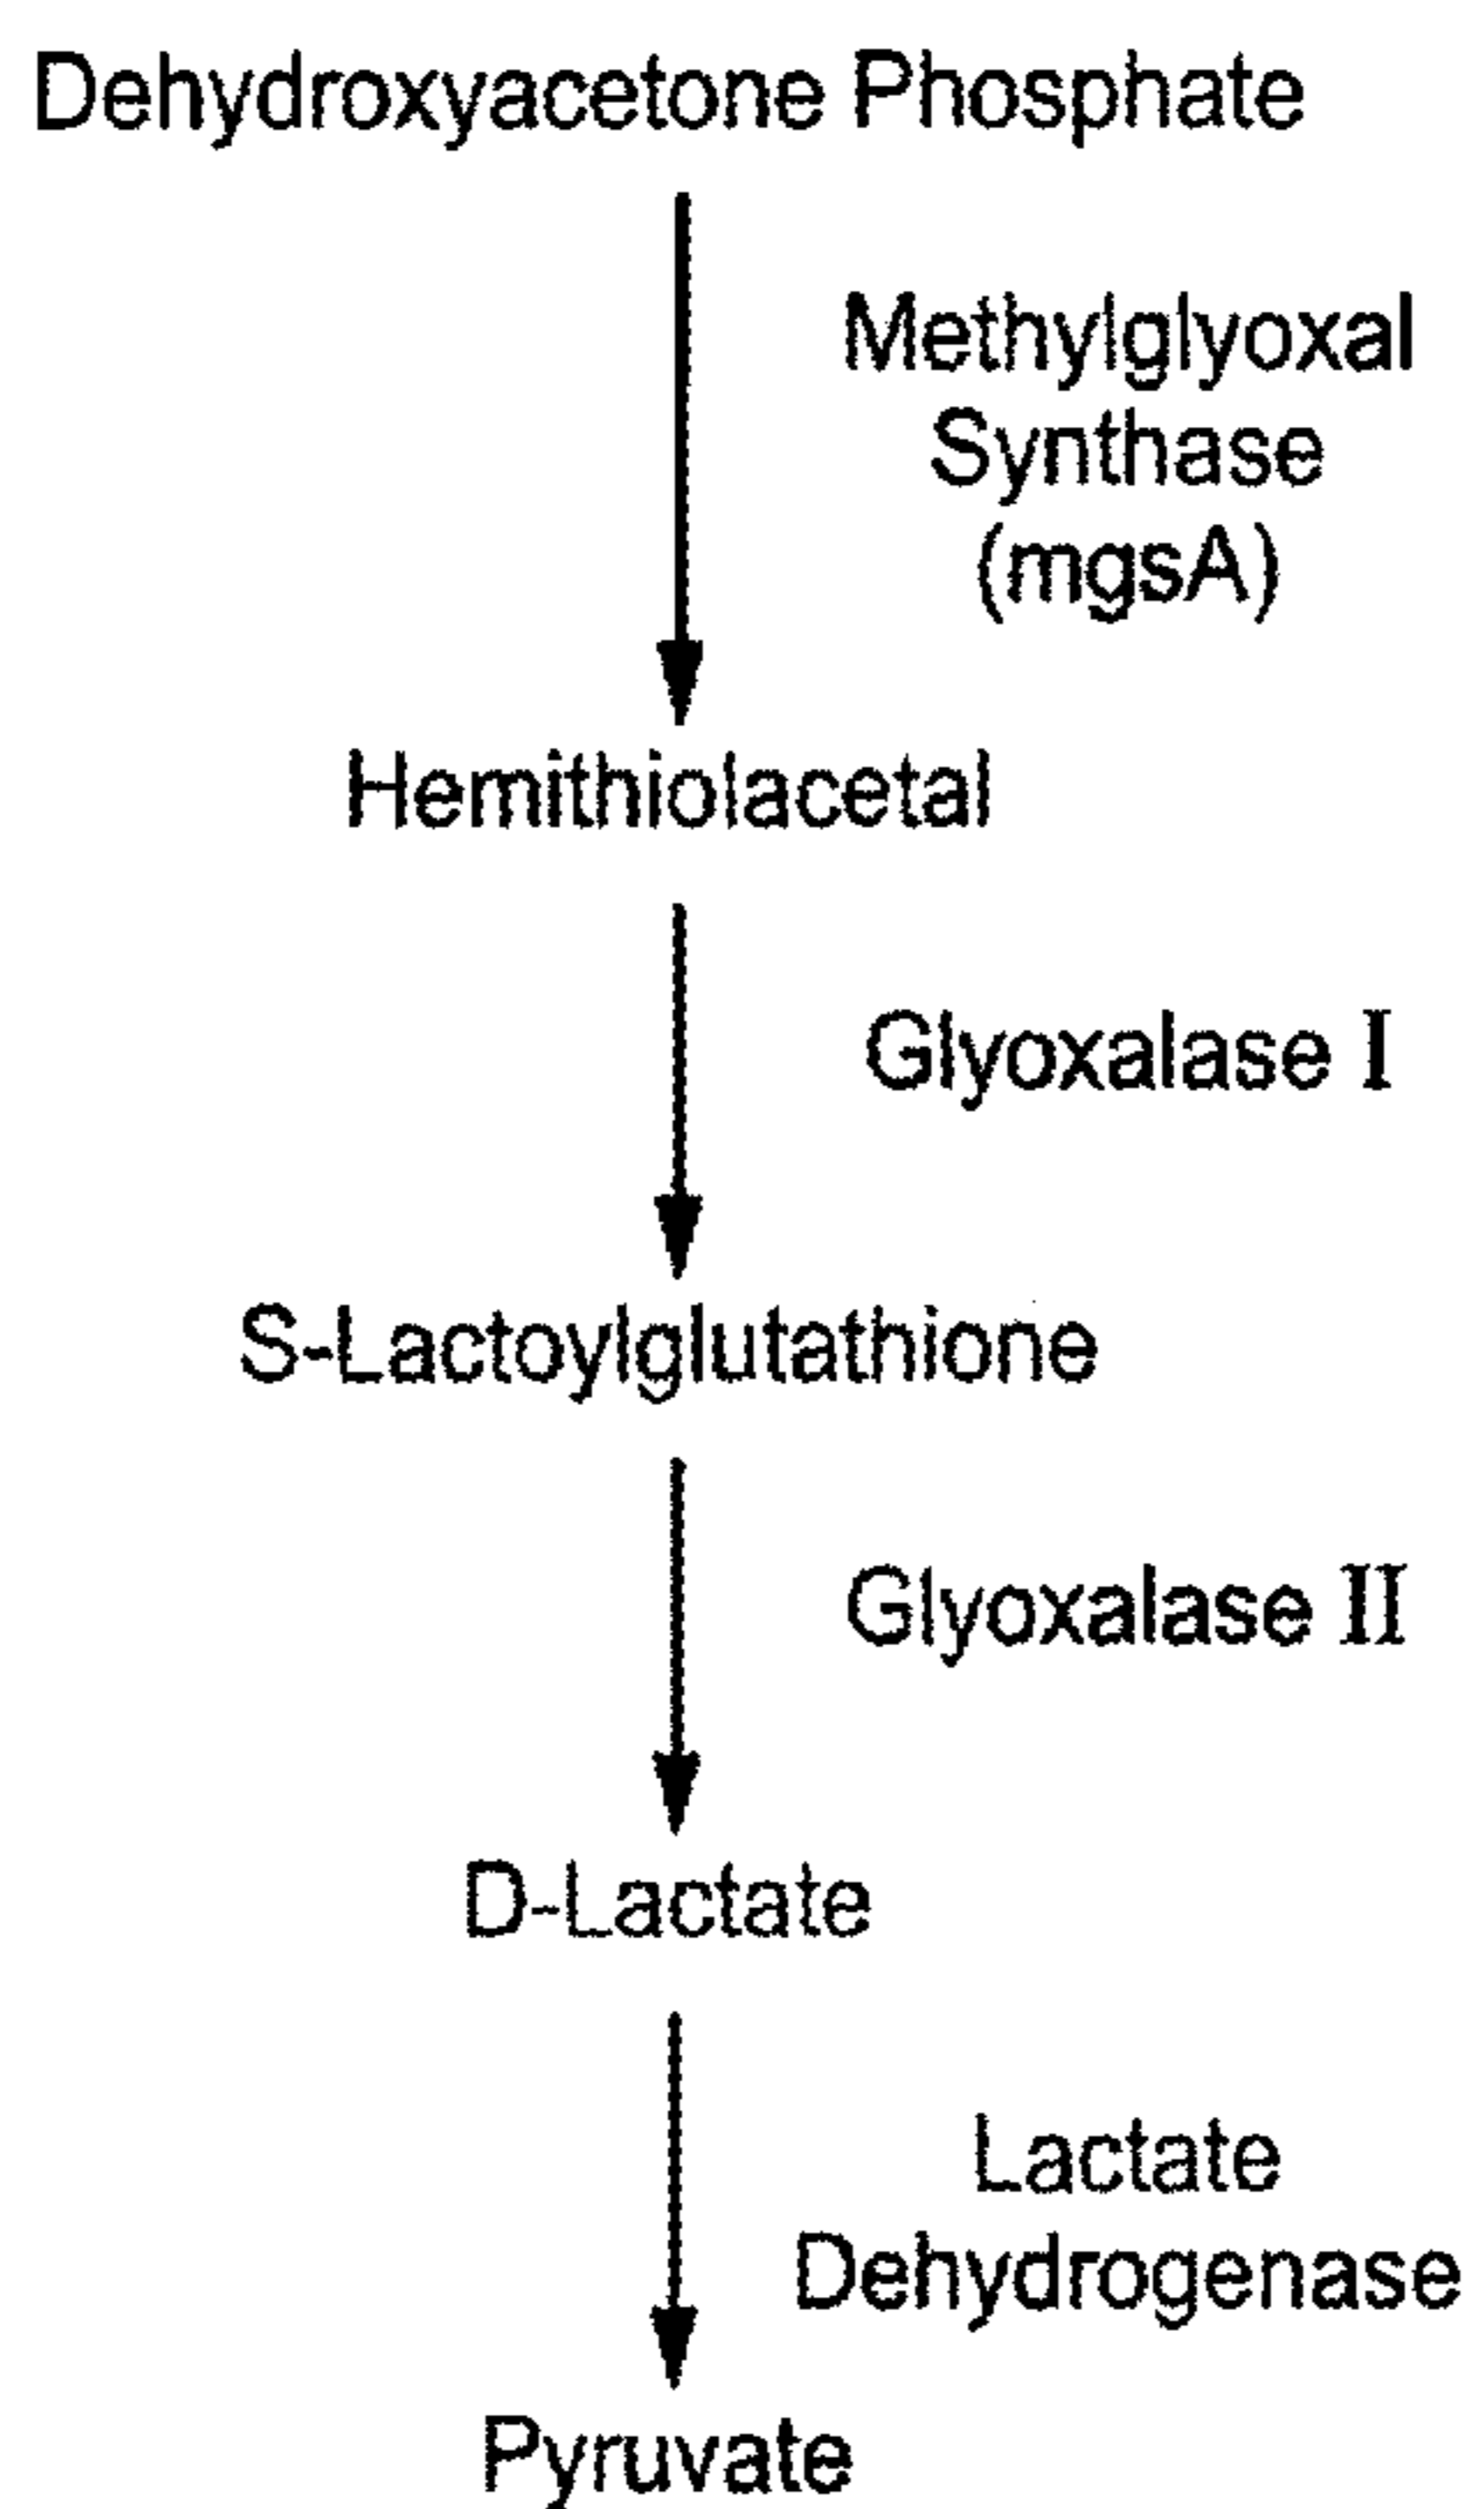 Dehydroxyacetone Phosphate
Methylglyoxal
Synthase
(mgsA)
Hemithiolacetal
Glyoxalase I
S-Lactoylglutathione
Glyoxalase II
D-Lactate
Lactate
Dehydrogenase
Pyruvate